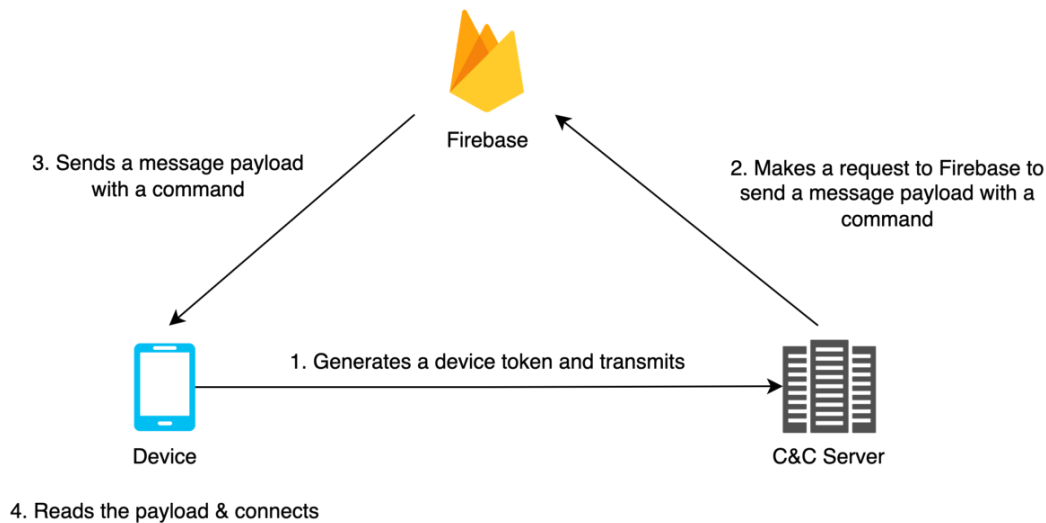 Firebase
3. Sends a message payload
with a command
2. Makes a request to Firebase to
send a message payload with a
command
1. Generates a device token and transmits
Device
C&C Server
4. Reads the payload & connects